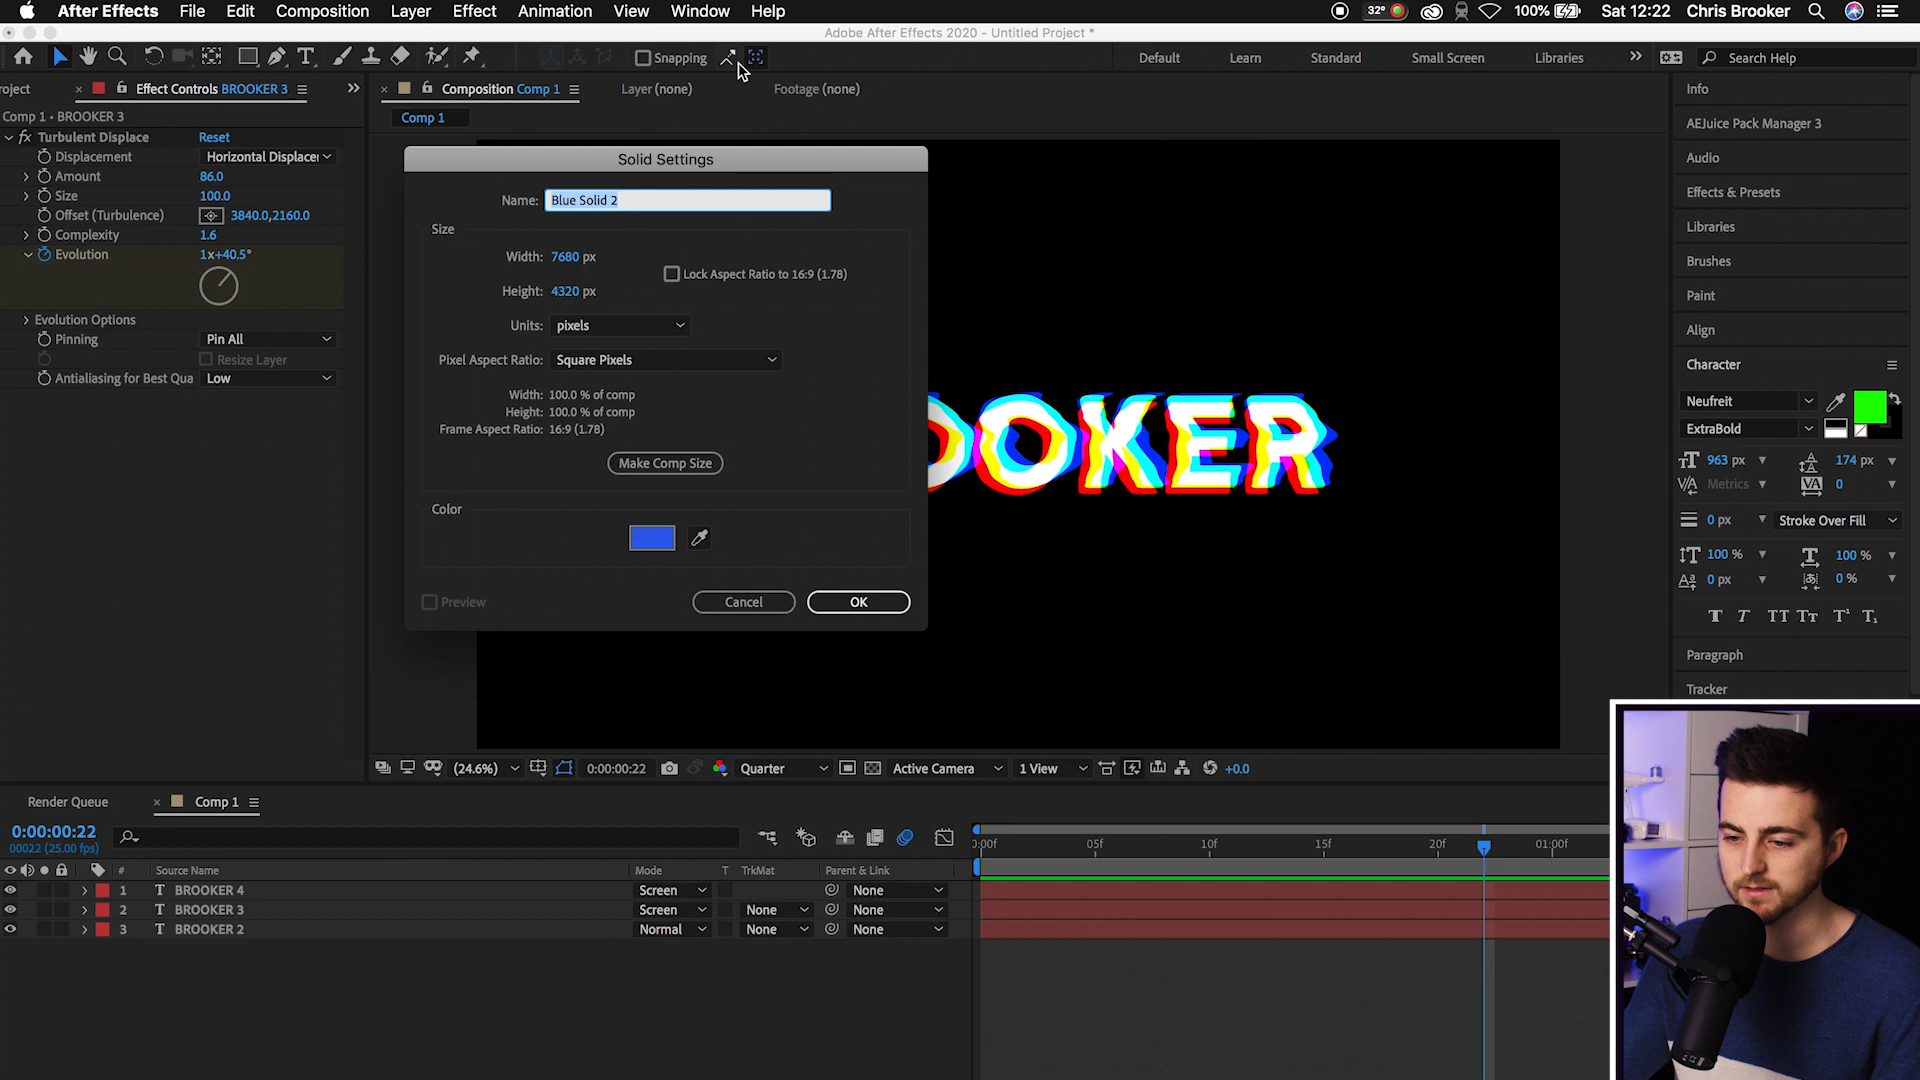 After Effects File Edit Composition Layer Effect Animation View Window Help 32° 100% Sat 12:22 Chris Brooker
Adobe After Effects 2020 - Untitled Project *
Snapping Default Learn Standard Small Screen Libraries Search Help
roject Effect Controls BROOKER 3
Composition Comp 1 Layer (none) Footage (none)
Comp 1 • BROOKER 3
Comp 1
fx Turbulent Displace Reset
Displacement Horizontal Displacer
Amount 86.0
Size 100.0
Offset (Turbulence) 3840.0,2160.0
Complexity 1.6
Evolution 1x+40.5°
Evolution Options
Pinning Pin All
Resize Layer
Antialiasing for Best Qua Low
Solid Settings
Name: Blue Solid 2
Size
Width: 7680 px
Lock Aspect Ratio to 16:9 (1.78)
Height: 4320 px
Units: pixels
Pixel Aspect Ratio: Square Pixels
Width: 100.0 % of comp
Height: 100.0 % of comp
Frame Aspect Ratio: 16:9 (1.78)
Make Comp Size
Color
Preview Cancel OK
OOKER
Info
AEJuice Pack Manager 3
Audio
Effects & Presets
Libraries
Brushes
Paint
Align
Character
Neufreit
ExtraBold
963 px 174 px
Metrics 0
0 px Stroke Over Fill
100 % 100 %
0 px 0 %
T T TT Tt T¹ T₁
Paragraph
Tracker
(24.6%) 0:00:00:22 Quarter Active Camera 1 View +0.0
Render Queue Comp 1
0:00:00:22
00022 (25.00 fps)
:00f 05f 10f 15f 20f 01:00f
# Source Name Mode T TrkMat Parent & Link
1 T BROOKER 4 Screen None
2 T BROOKER 3 Screen None None
3 T BROOKER 2 Normal None None